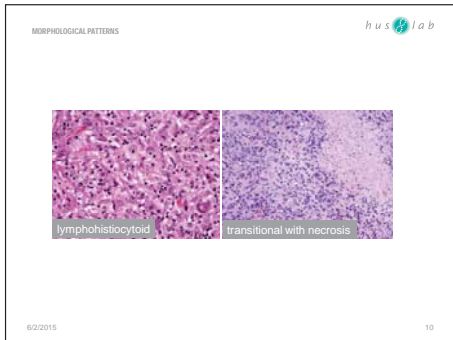 MORPHOLOGICAL PATTERNS
hus lab
lymphohistiocytoid
transitional with necrosis
6/2/2015
10